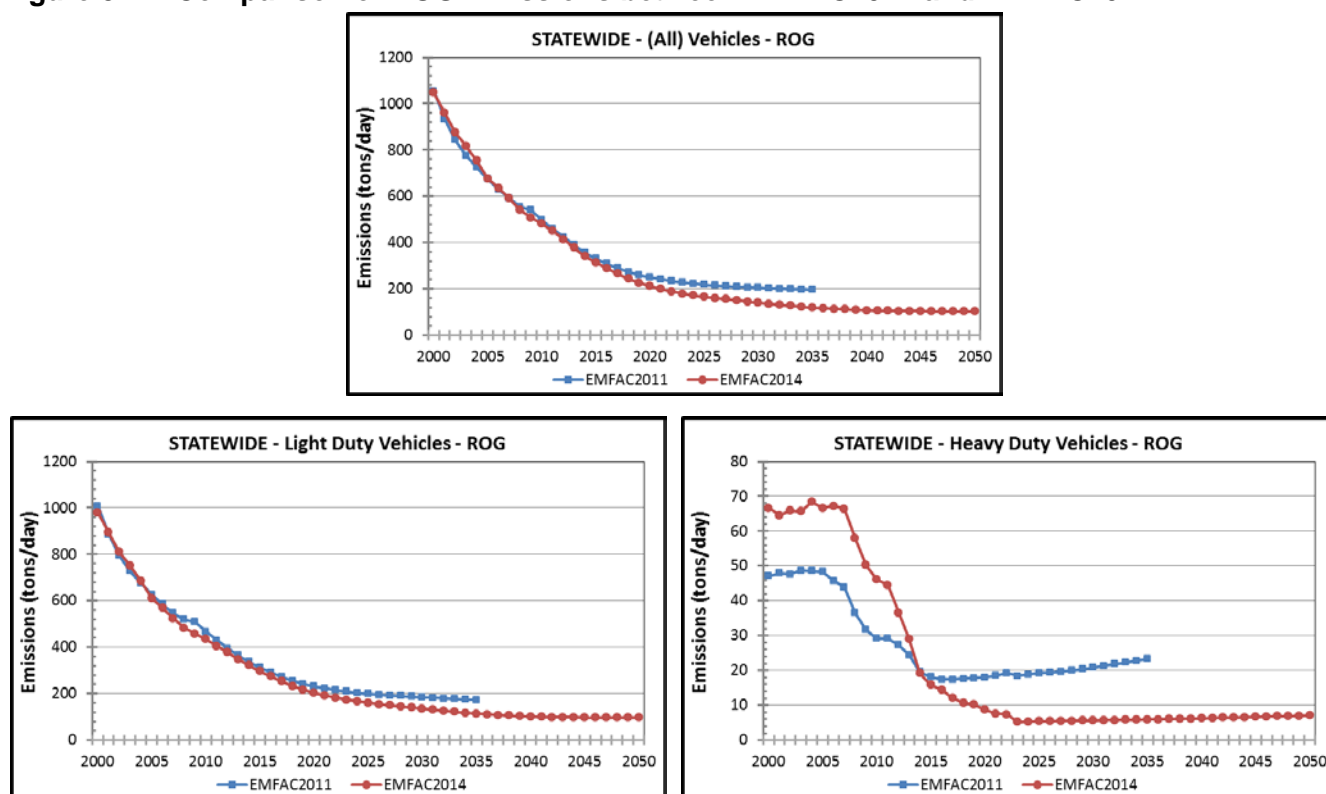 STATEWIDE - (All) Vehicles - ROG
1200
1000
800
600
400
200
0
Emissions (tons/day)
2000 2005 2010 2015 2020 2025 2030 2035 2040 2045 2050
EMFAC2011 EMFAC2014
STATEWIDE - Light Duty Vehicles - ROG
1200
1000
800
600
400
200
0
Emissions (tons/day)
2000 2005 2010 2015 2020 2025 2030 2035 2040 2045 2050
EMFAC2011 EMFAC2014
STATEWIDE - Heavy Duty Vehicles - ROG
80
70
60
50
40
30
20
10
0
Emissions (tons/day)
2000 2005 2010 2015 2020 2025 2030 2035 2040 2045 2050
EMFAC2011 EMFAC2014